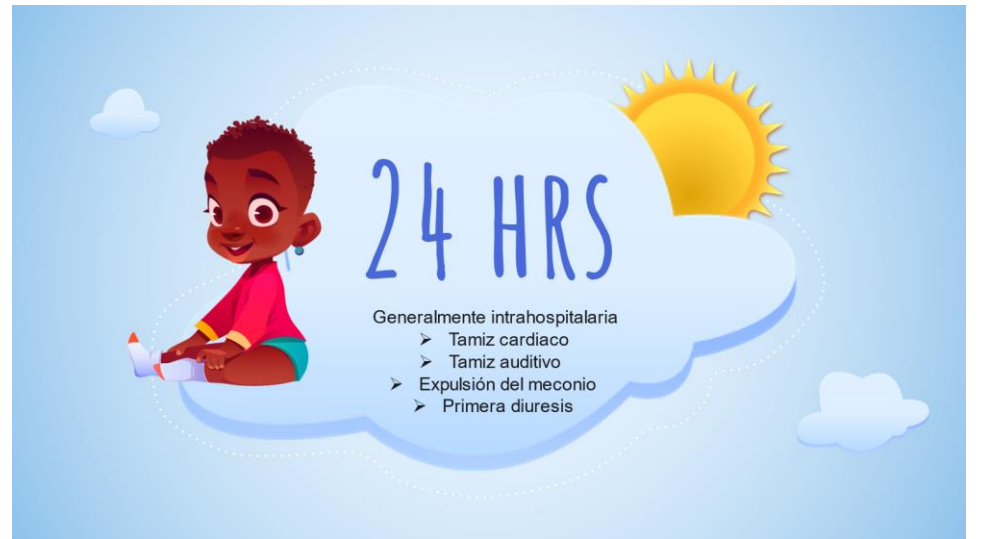 24 HRS
Generalmente intrahospitalaria
➢ Tamiz cardiaco
➢ Tamiz auditivo
➢ Expulsión del meconio
➢ Primera diuresis